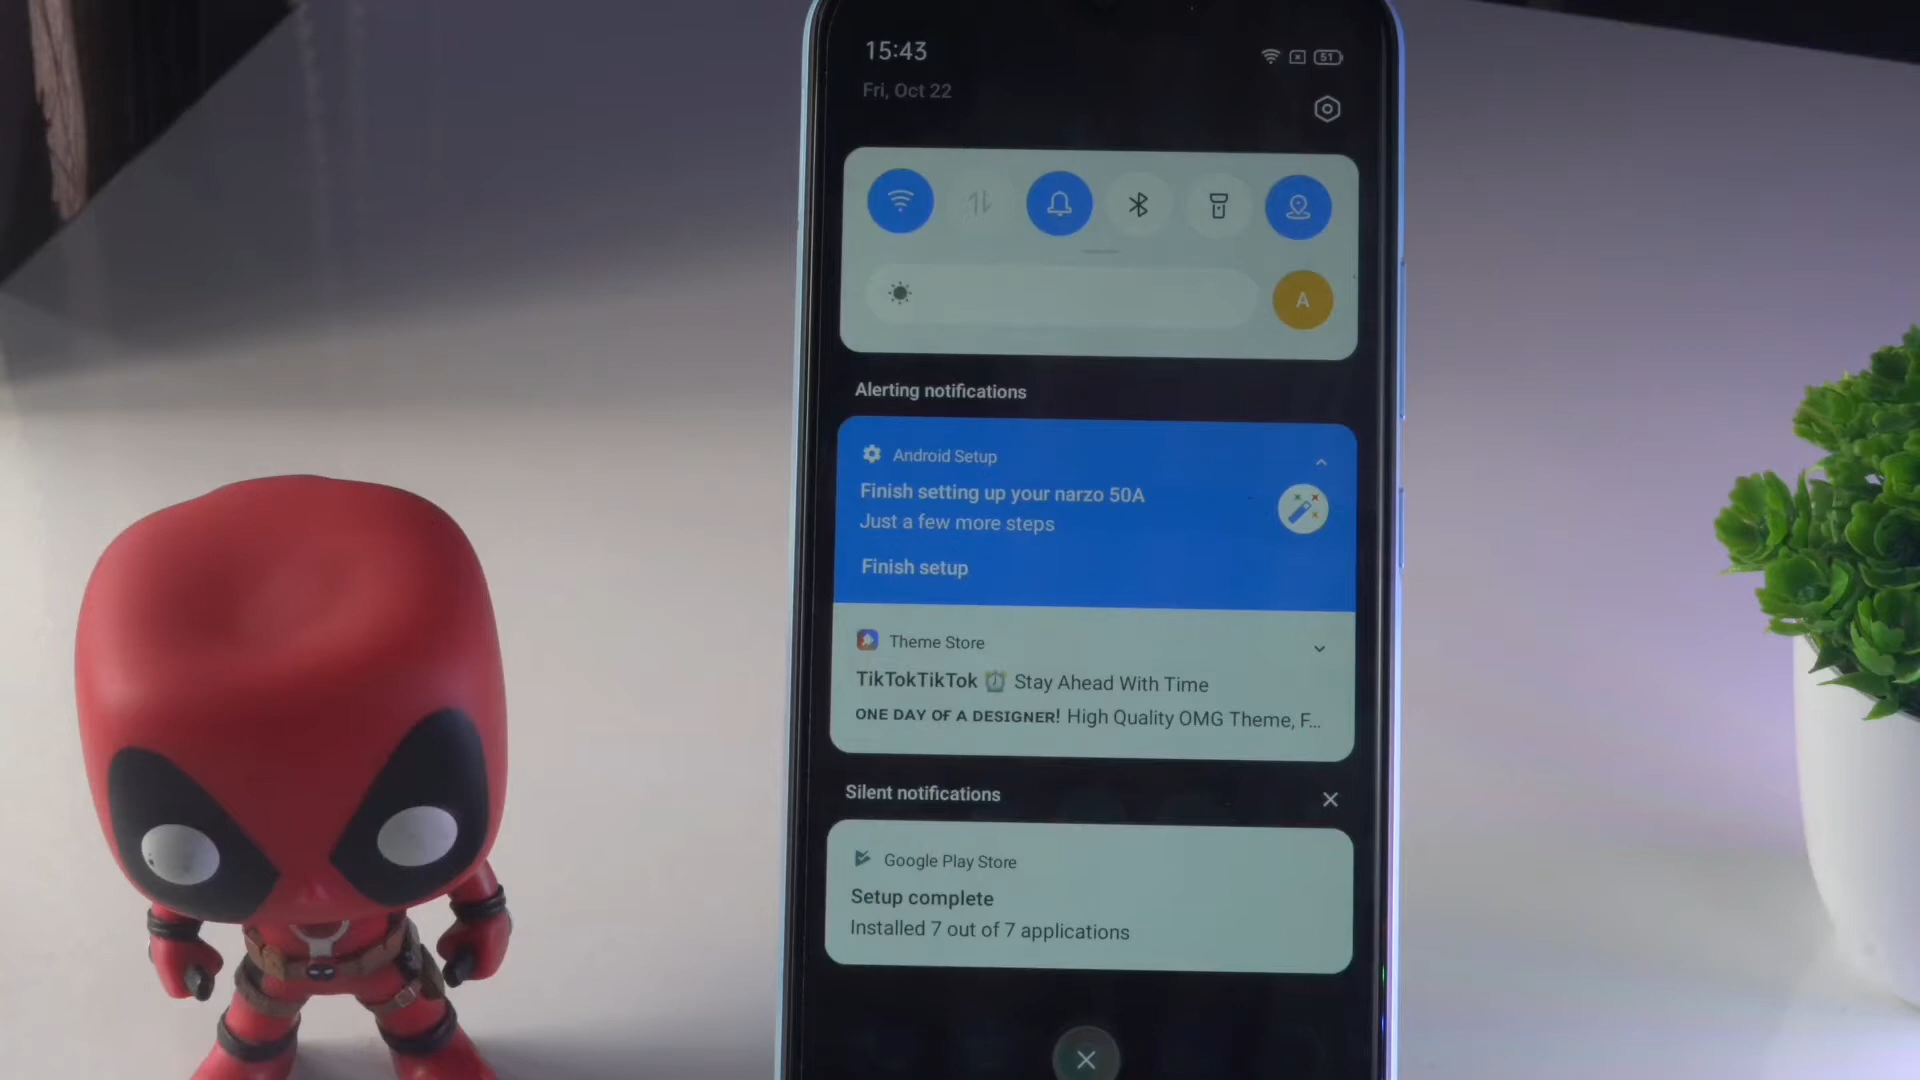 15:43
51
Fri, Oct 22
A
Alerting notifications
Android Setup
Finish setting up your narzo 50A
Just a few more steps
Finish setup
Theme Store
TikTokTikTok ⏰ Stay Ahead With Time
ONE DAY OF A DESIGNER! High Quality OMG Theme, F...
Silent notifications
Google Play Store
Setup complete
Installed 7 out of 7 applications